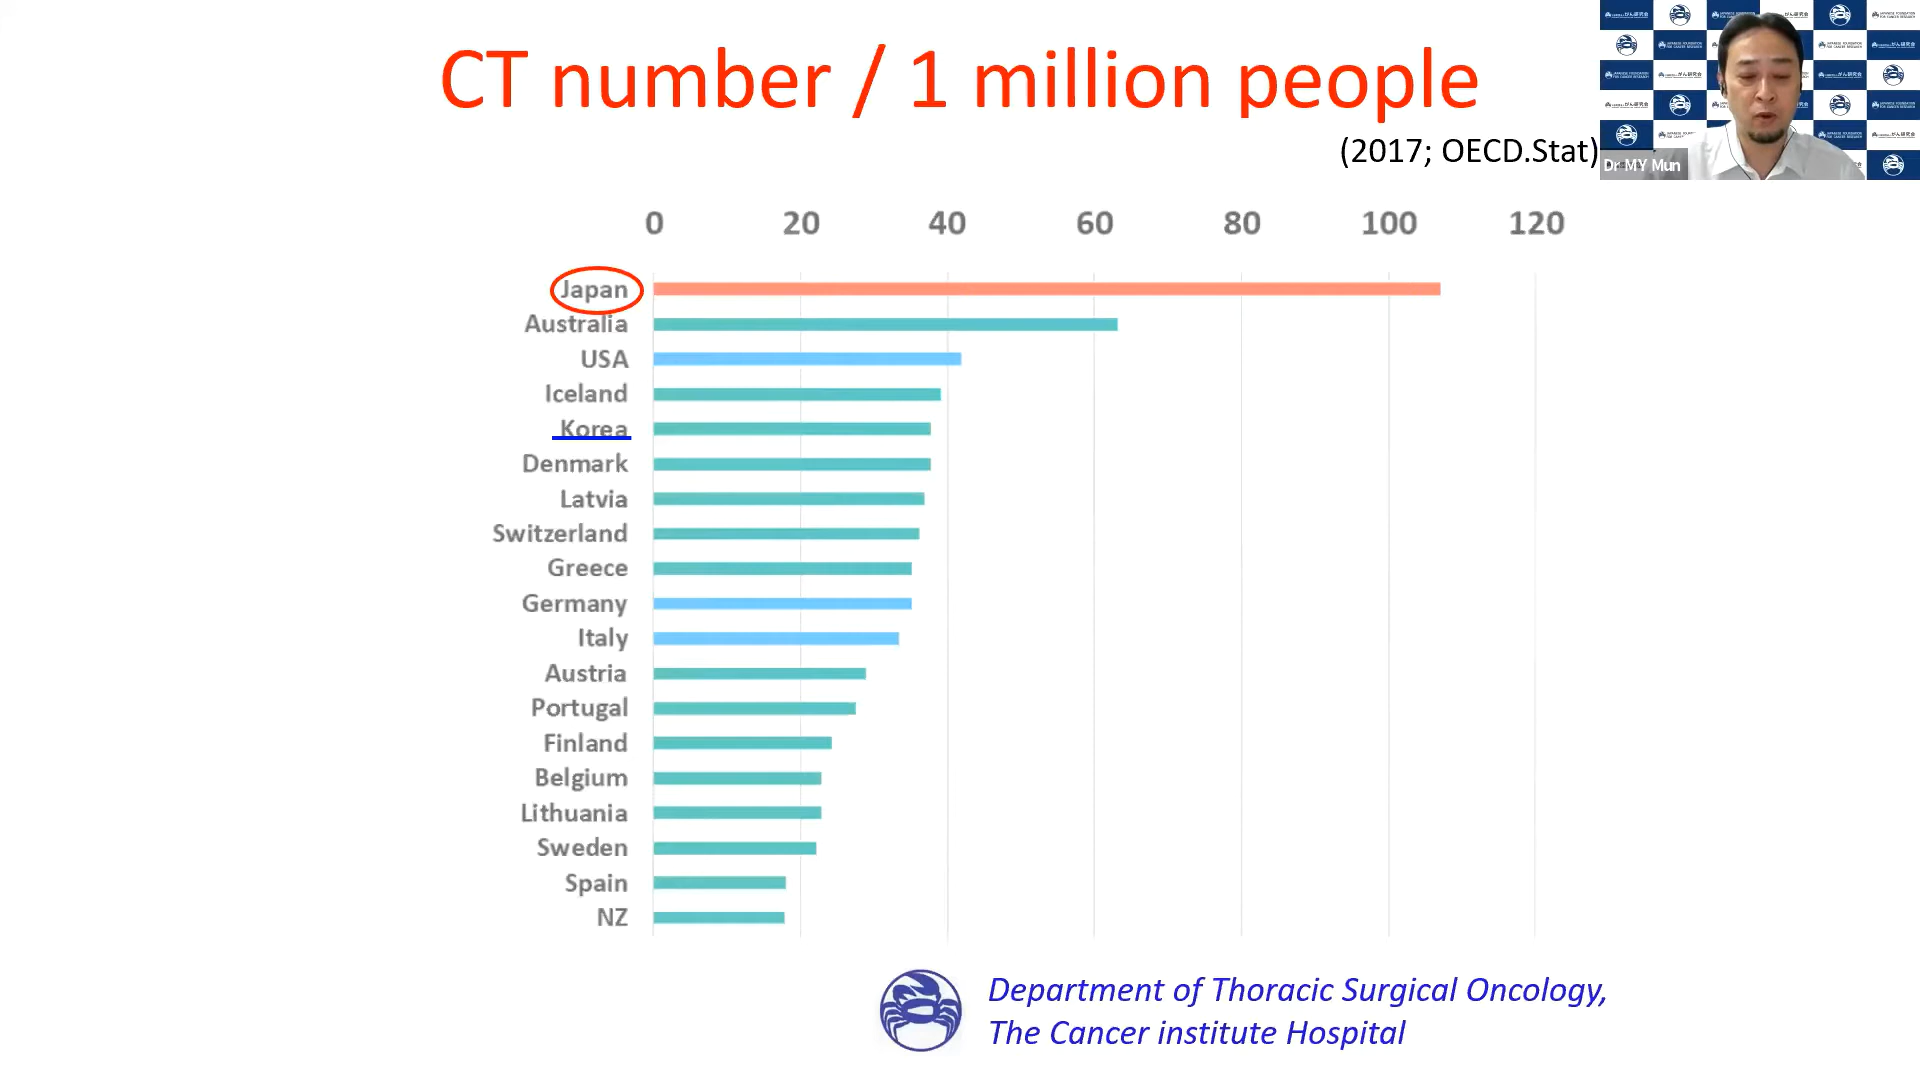 CT number / 1 million people
(2017; OECD.Stat)
Dr MY Mun
0 20 40 60 80 100 120
Japan
Australia
USA
Iceland
Korea
Denmark
Latvia
Switzerland
Greece
Germany
Italy
Austria
Portugal
Finland
Belgium
Lithuania
Sweden
Spain
NZ
Department of Thoracic Surgical Oncology,
The Cancer institute Hospital